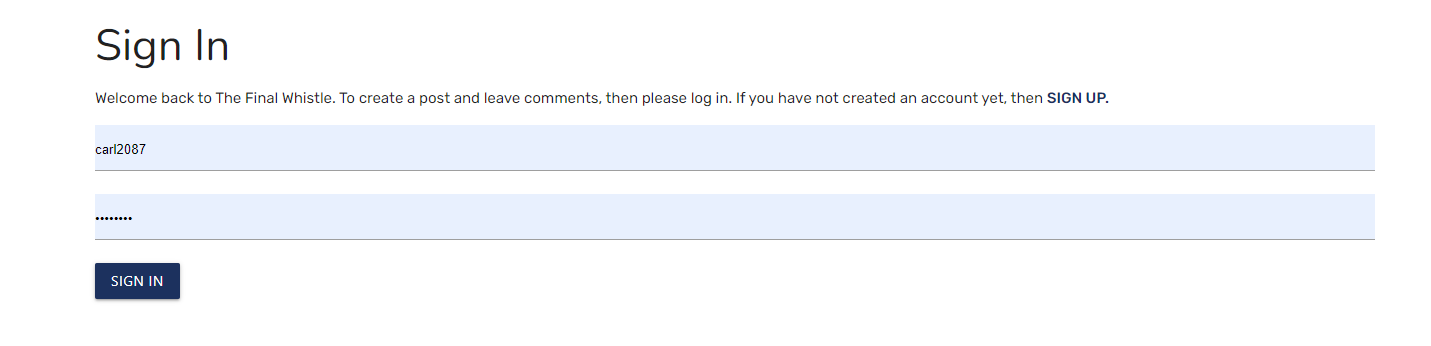 Sign In
Welcome back to The Final Whistle. To create a post and leave comments, then please log in. If you have not created an account yet, then SIGN UP.
carl2087
••••••••
SIGN IN